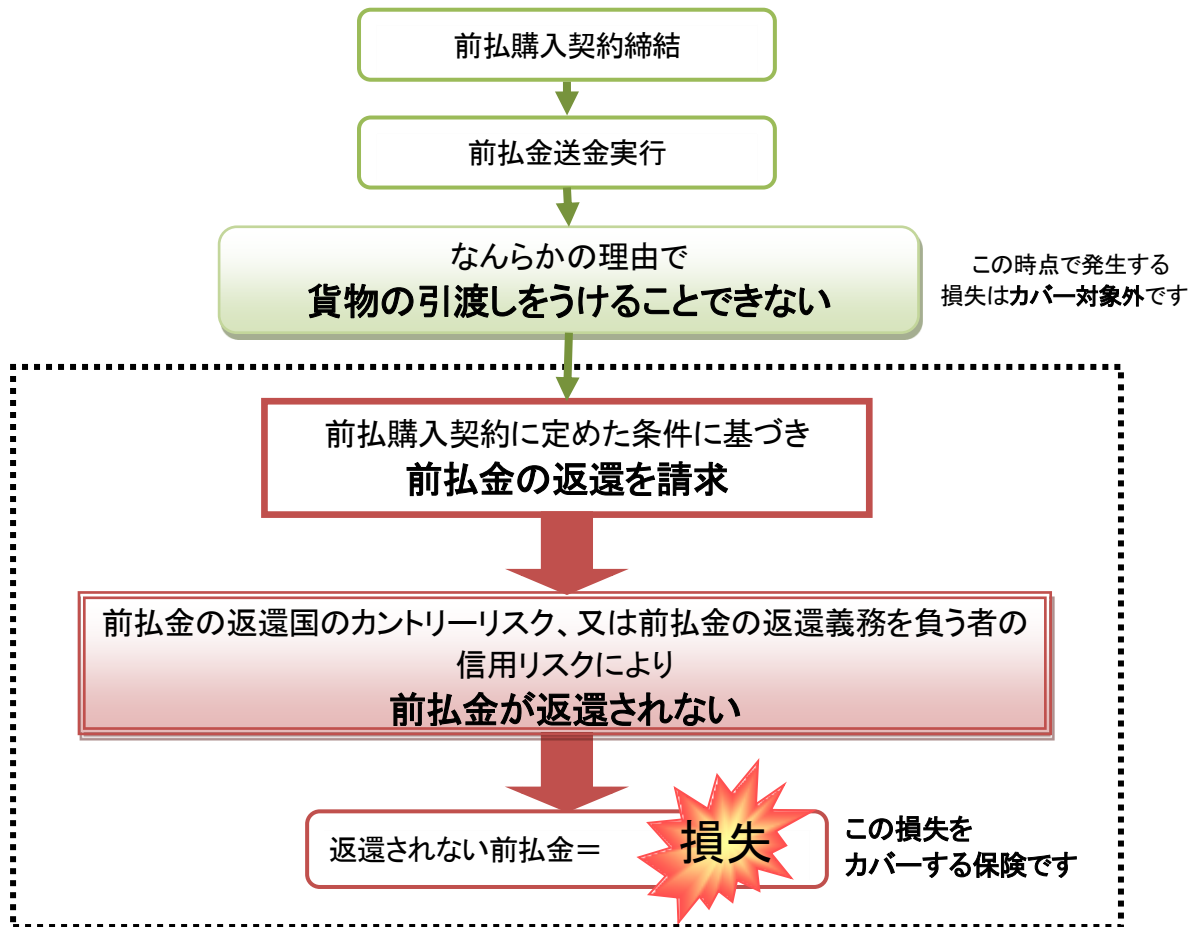 前払購入契約締結
前払金送金実行
なんらかの理由で
貨物の引渡しをうけることできない
この時点で発生する
損失はカバー対象外です
前払購入契約に定めた条件に基づき
前払金の返還を請求
前払金の返還国のカントリーリスク、又は前払金の返還義務を負う者の
信用リスクにより
前払金が返還されない
返還されない前払金＝
損失
この損失を
カバーする保険です